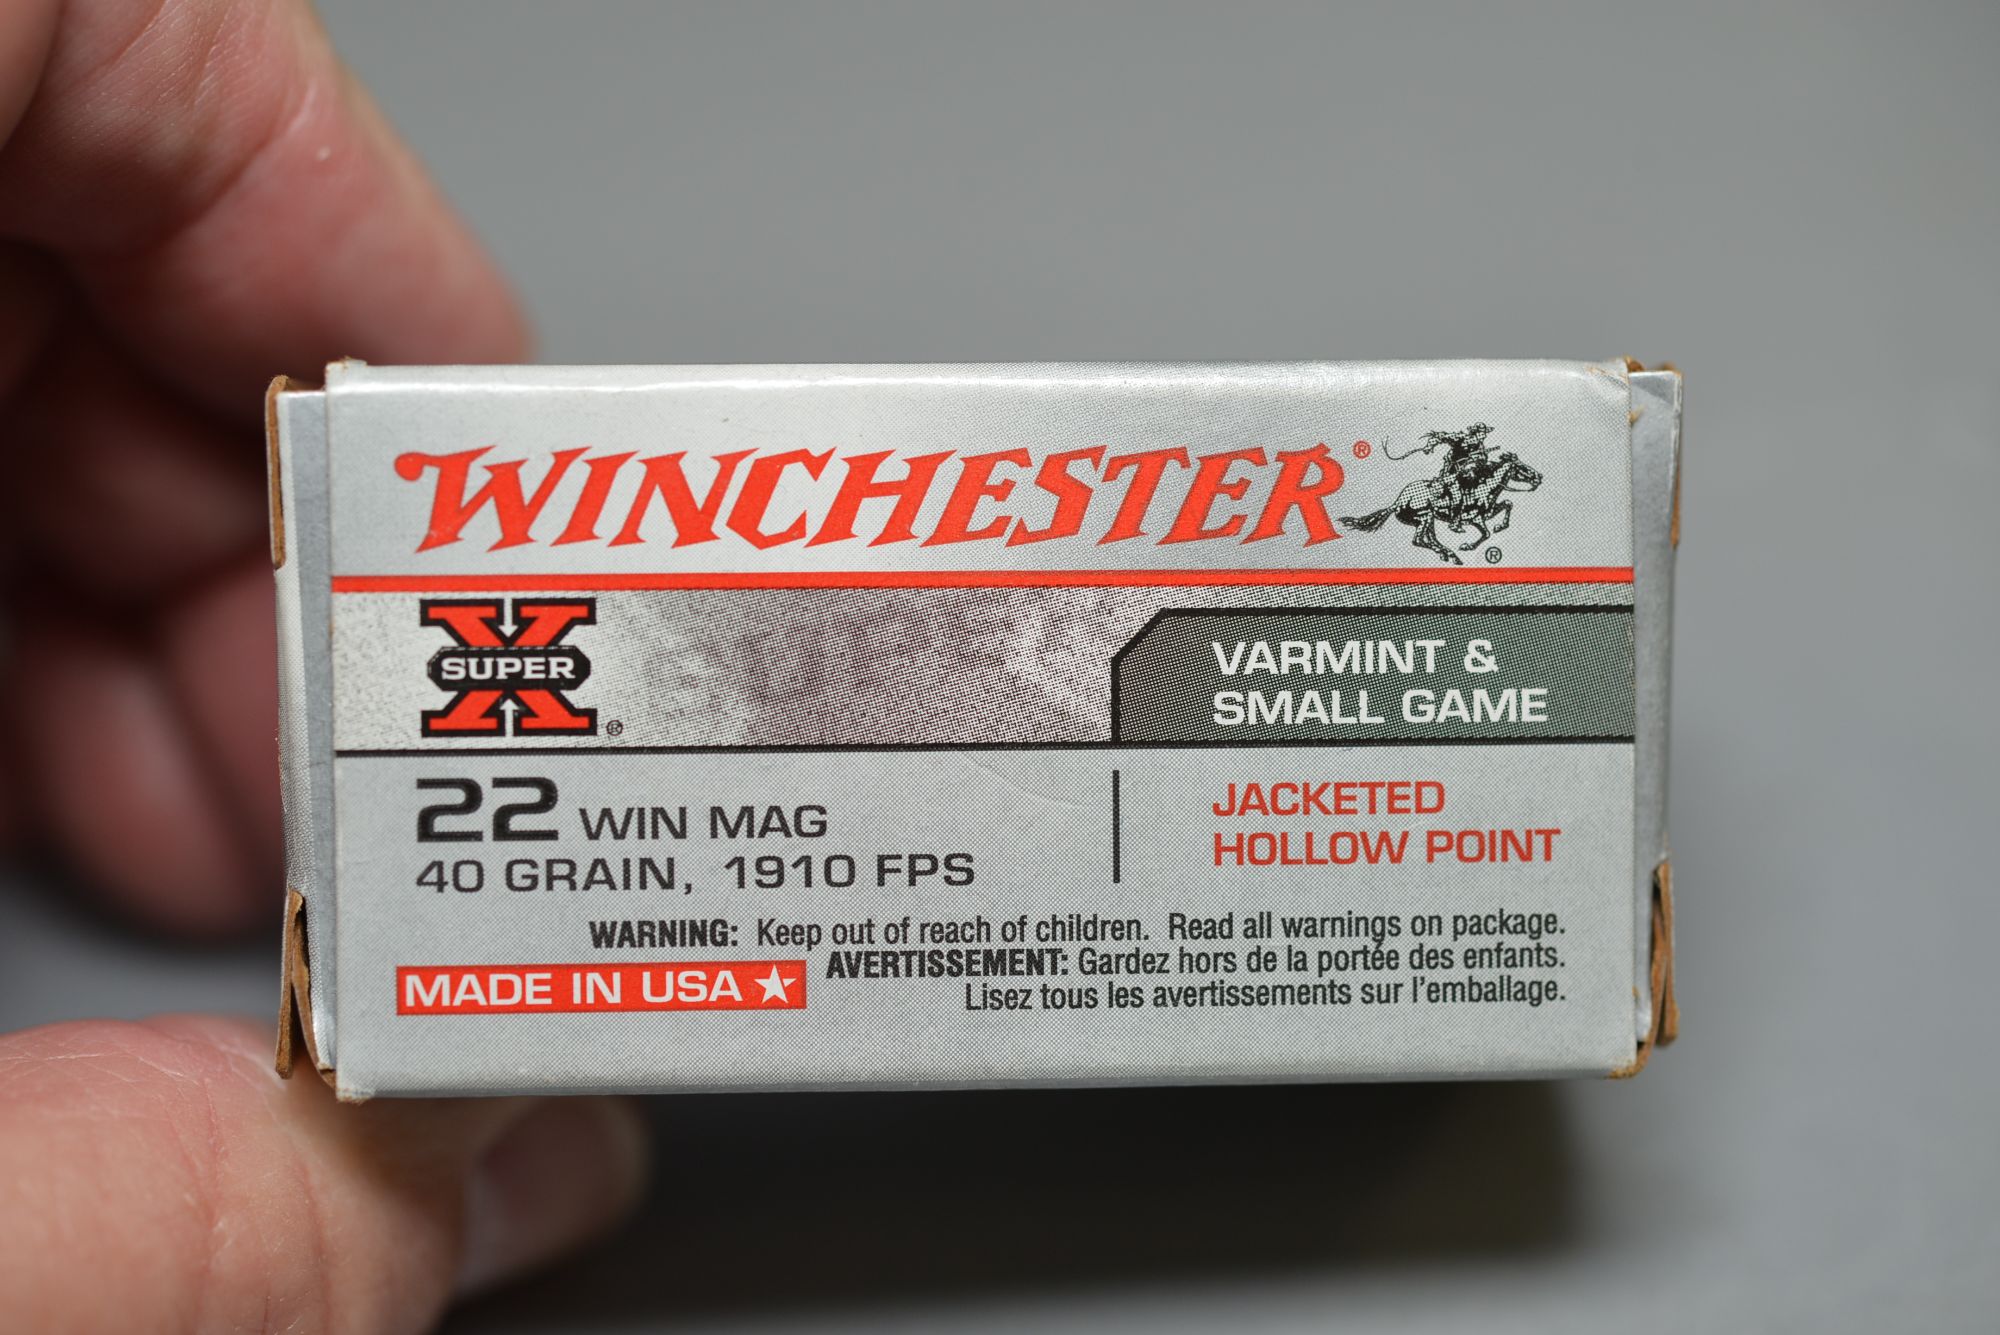 WINCHESTER®
®
X
SUPER
®
VARMINT &
SMALL GAME
22 WIN MAG
40 GRAIN, 1910 FPS
JACKETED
HOLLOW POINT
WARNING: Keep out of reach of children. Read all warnings on package.
AVERTISSEMENT: Gardez hors de la portée des enfants.
Lisez tous les avertissements sur l'emballage.
MADE IN USA ★